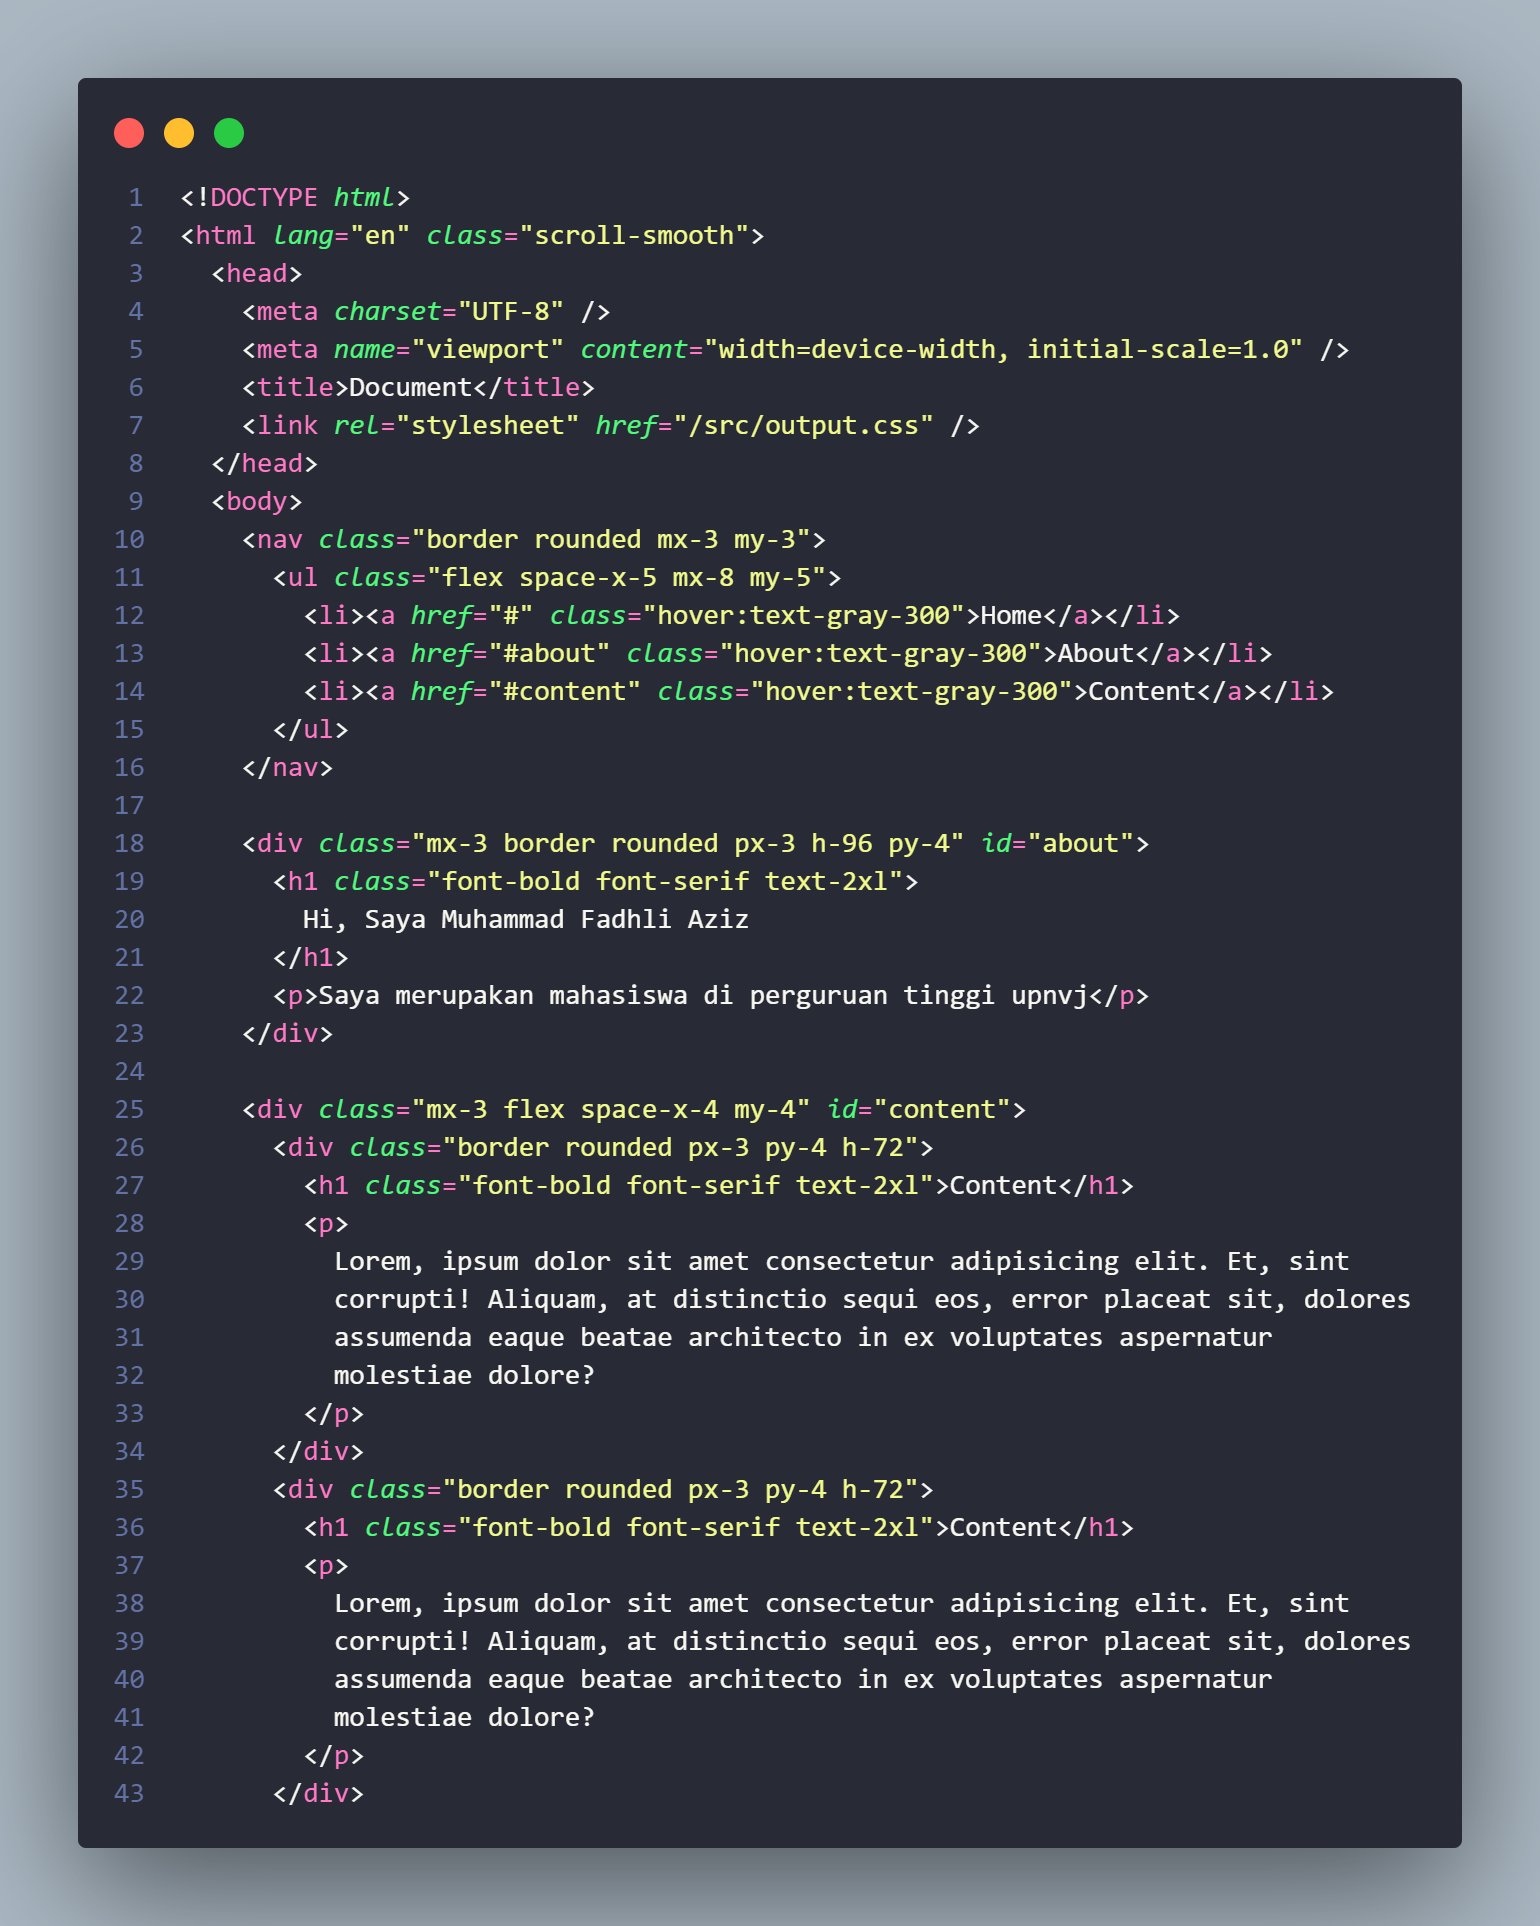 1 <!DOCTYPE html>
2 <html lang="en" class="scroll-smooth">
3   <head>
4     <meta charset="UTF-8" />
5     <meta name="viewport" content="width=device-width, initial-scale=1.0" />
6     <title>Document</title>
7     <link rel="stylesheet" href="/src/output.css" />
8   </head>
9   <body>
10     <nav class="border rounded mx-3 my-3">
11       <ul class="flex space-x-5 mx-8 my-5">
12         <li><a href="#" class="hover:text-gray-300">Home</a></li>
13         <li><a href="#about" class="hover:text-gray-300">About</a></li>
14         <li><a href="#content" class="hover:text-gray-300">Content</a></li>
15       </ul>
16     </nav>
17
18     <div class="mx-3 border rounded px-3 h-96 py-4" id="about">
19       <h1 class="font-bold font-serif text-2xl">
20         Hi, Saya Muhammad Fadhli Aziz
21       </h1>
22       <p>Saya merupakan mahasiswa di perguruan tinggi upnvj</p>
23     </div>
24
25     <div class="mx-3 flex space-x-4 my-4" id="content">
26       <div class="border rounded px-3 py-4 h-72">
27         <h1 class="font-bold font-serif text-2xl">Content</h1>
28         <p>
29           Lorem, ipsum dolor sit amet consectetur adipisicing elit. Et, sint
30           corrupti! Aliquam, at distinctio sequi eos, error placeat sit, dolores
31           assumenda eaque beatae architecto in ex voluptates aspernatur
32           molestiae dolore?
33         </p>
34       </div>
35       <div class="border rounded px-3 py-4 h-72">
36         <h1 class="font-bold font-serif text-2xl">Content</h1>
37         <p>
38           Lorem, ipsum dolor sit amet consectetur adipisicing elit. Et, sint
39           corrupti! Aliquam, at distinctio sequi eos, error placeat sit, dolores
40           assumenda eaque beatae architecto in ex voluptates aspernatur
41           molestiae dolore?
42         </p>
43       </div>